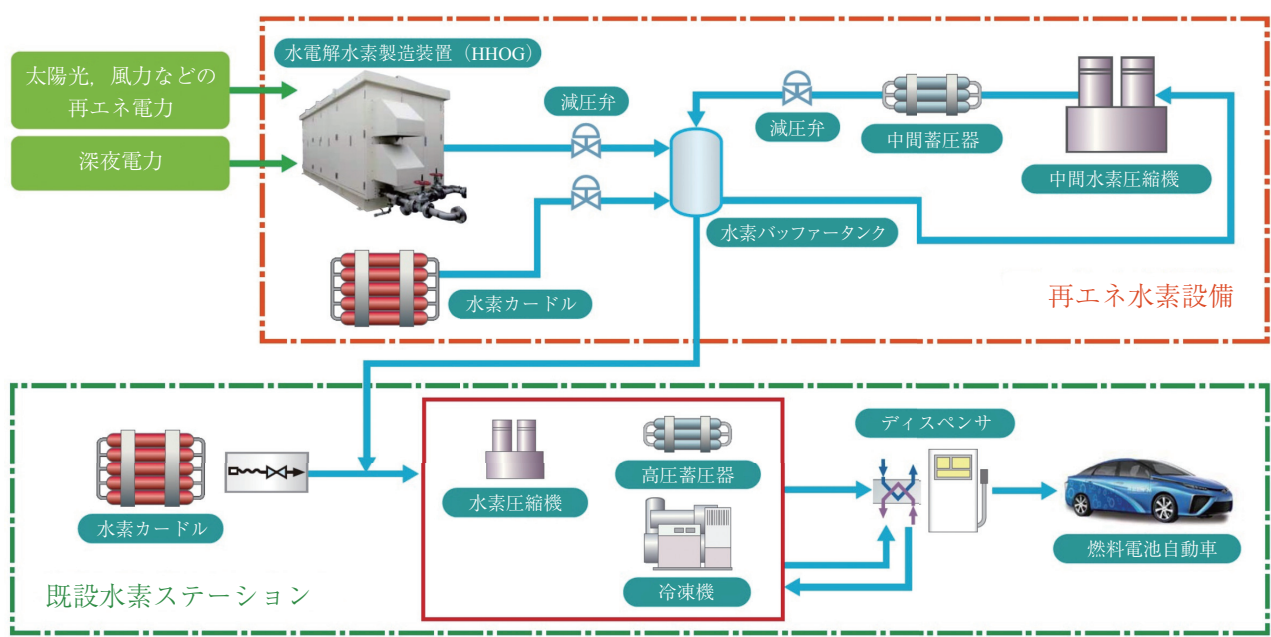 水電解水素製造装置（HHOG）
太陽光，風力などの
再エネ電力
深夜電力
減圧弁
減圧弁
中間蓄圧器
中間水素圧縮機
水素バッファータンク
水素カードル
再エネ水素設備
ディスペンサ
高圧蓄圧器
水素圧縮機
水素カードル
燃料電池自動車
冷凍機
既設水素ステーション